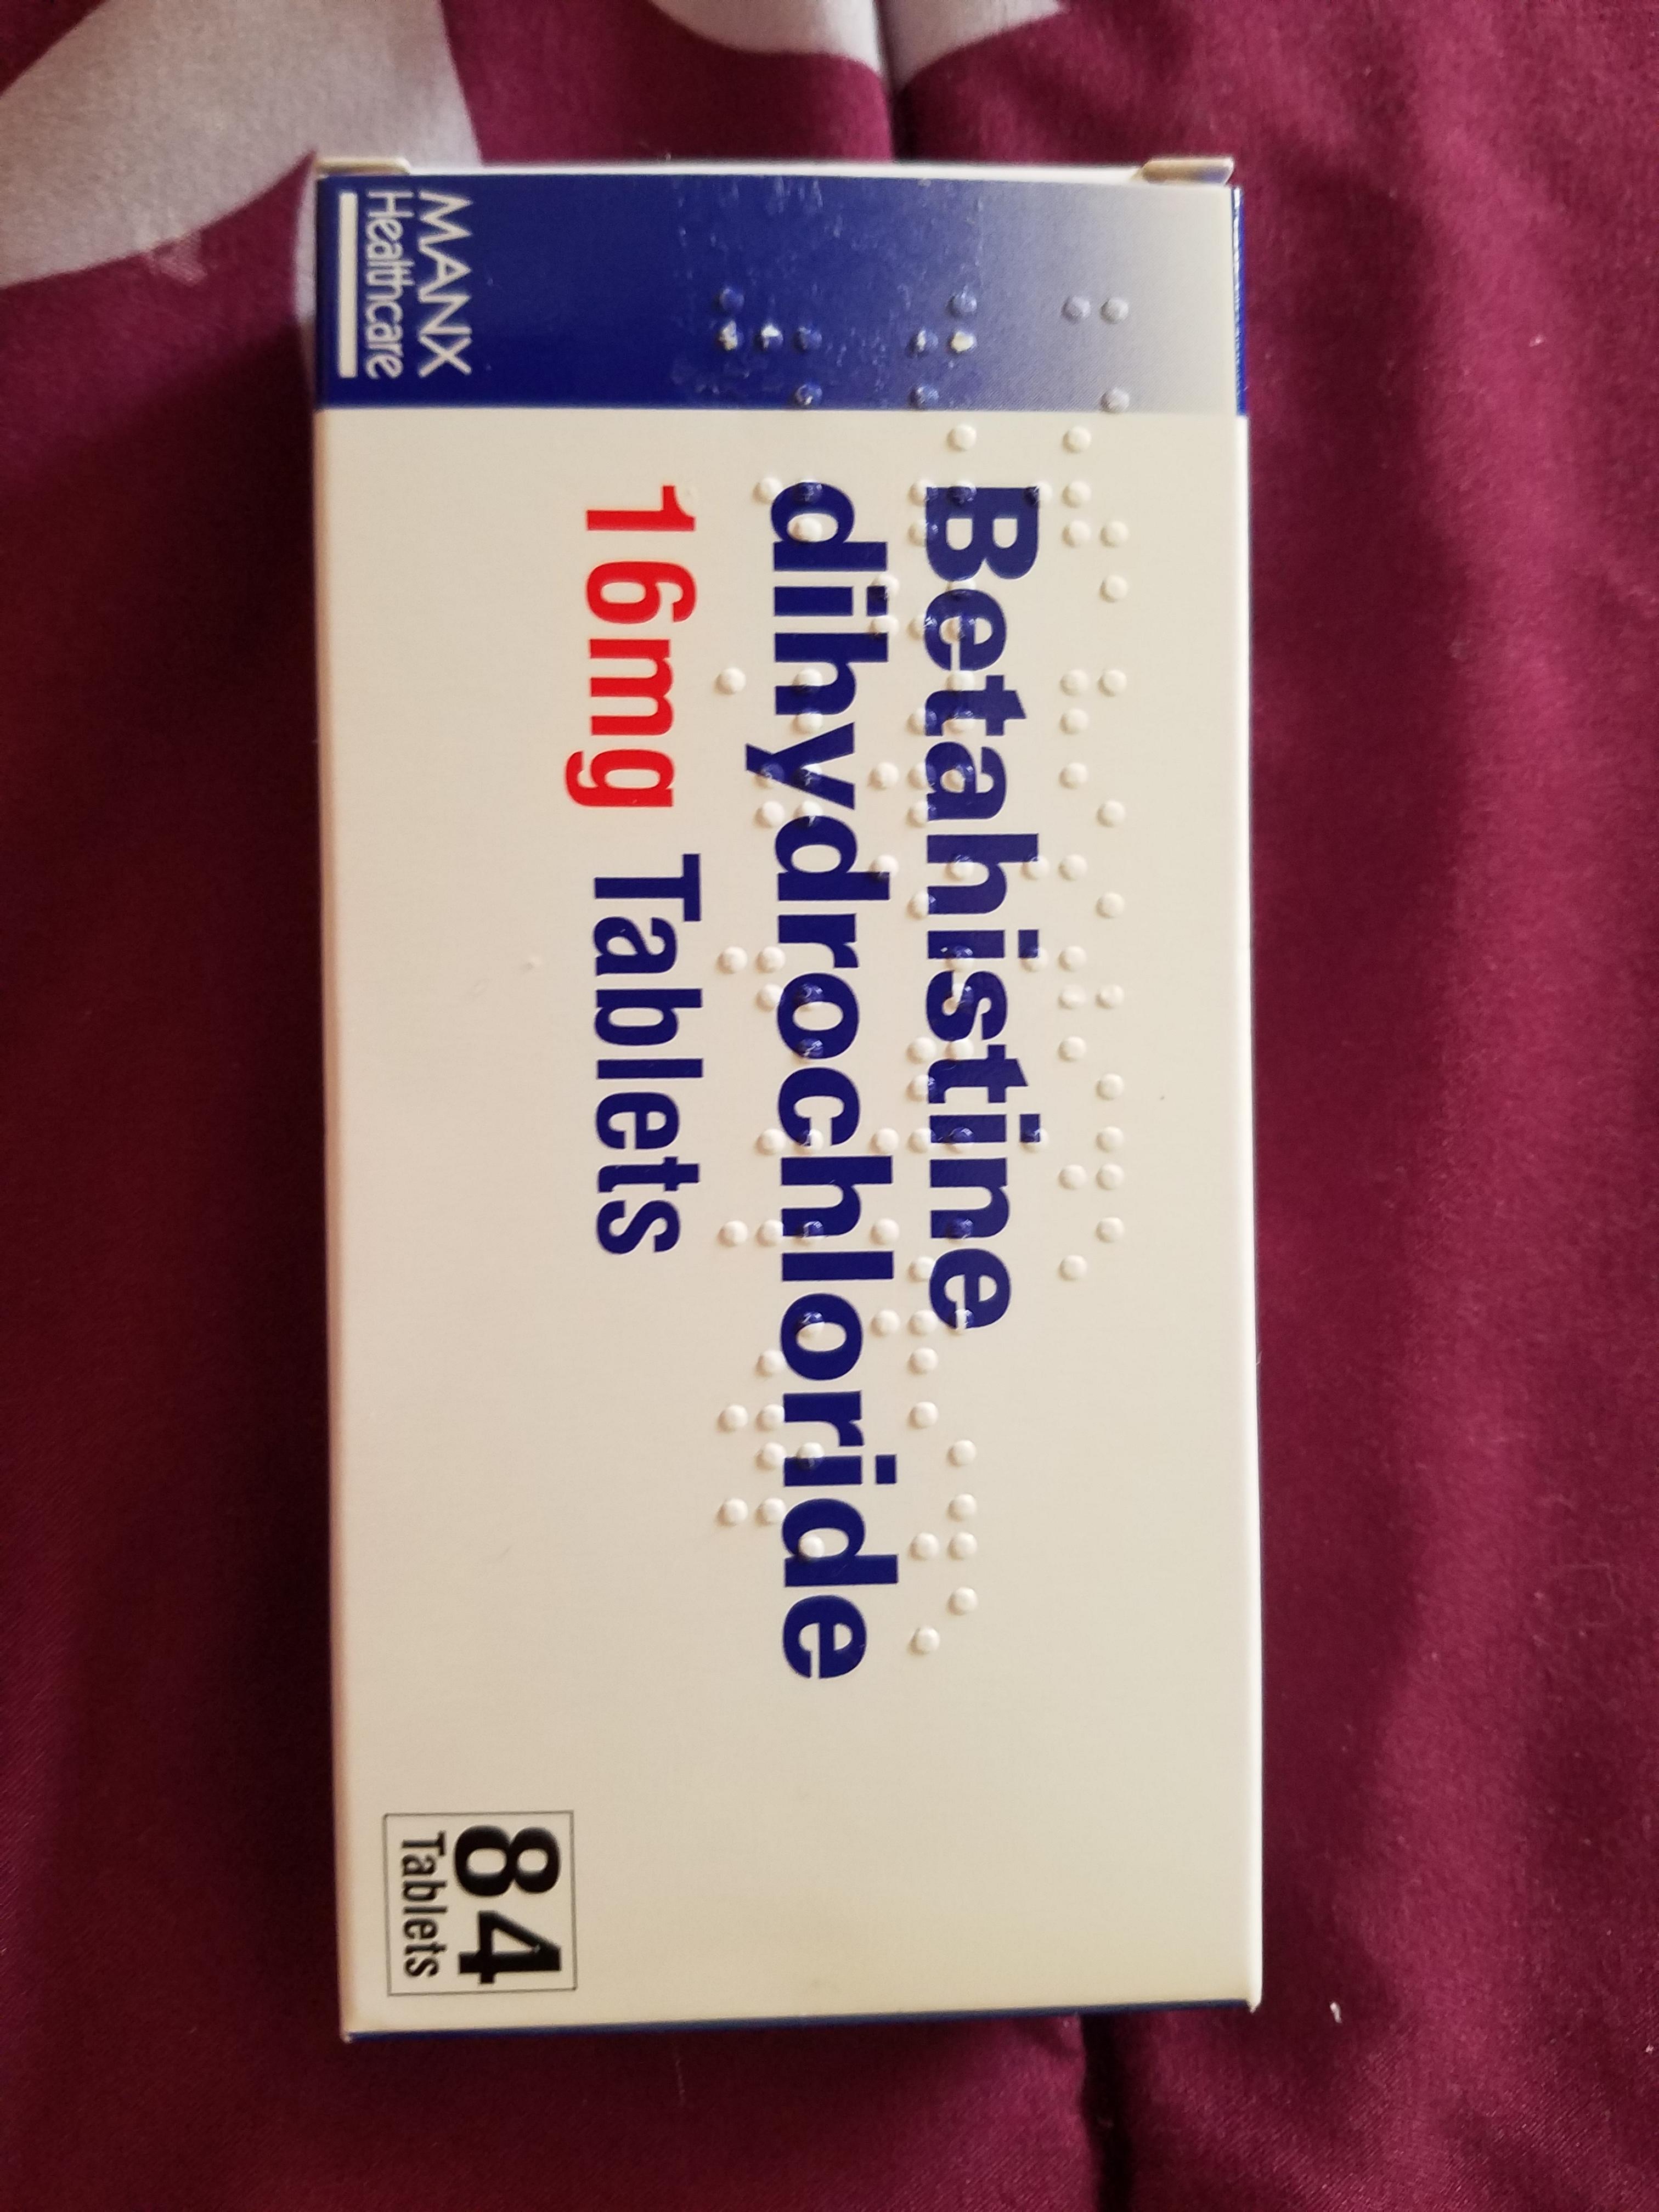 MANX
Healthcare
Betahistine
dihydrochloride
16mg Tablets
84
Tablets